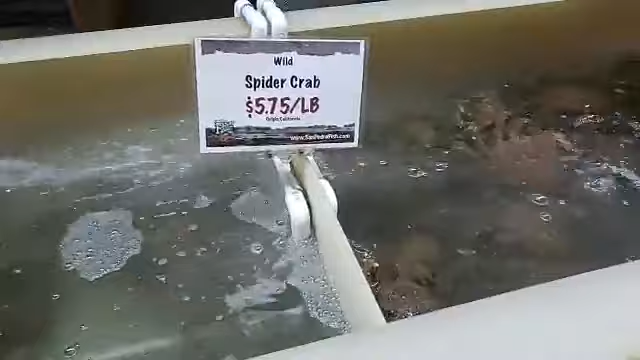 Wild
Spider Crab
$5.75/LB
Origin: California
www.SanPedroFish.com